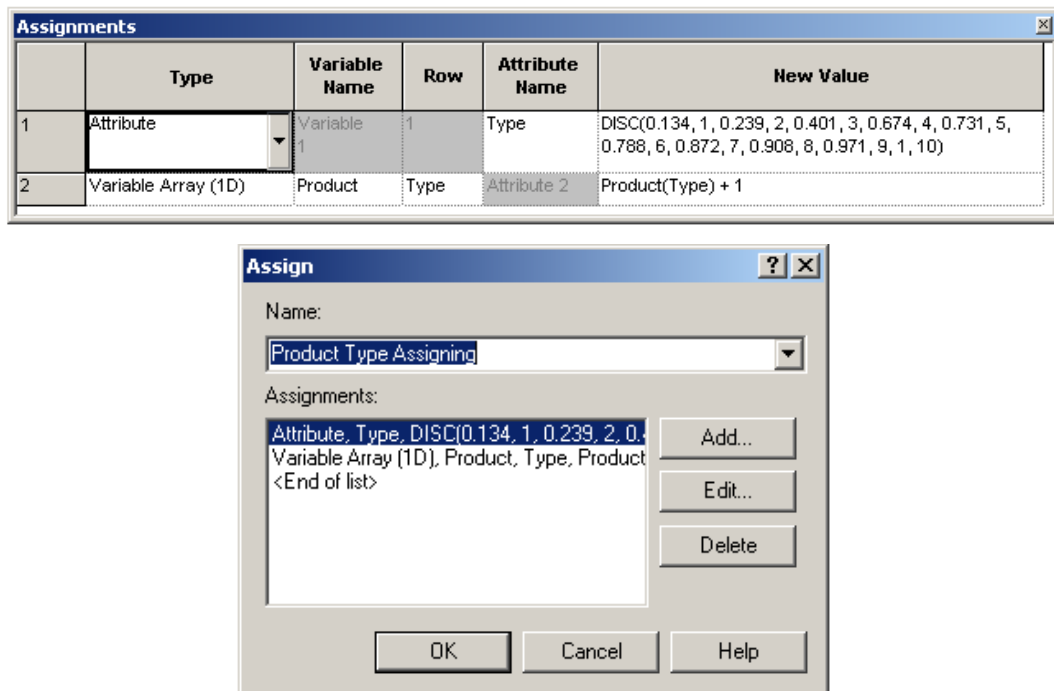 Assignments
Type Variable Name Row Attribute Name New Value
1 Attribute Variable 1 1 Type DISC(0.134, 1, 0.239, 2, 0.401, 3, 0.674, 4, 0.731, 5,
0.788, 6, 0.872, 7, 0.908, 8, 0.971, 9, 1, 10)
2 Variable Array (1D) Product Type Attribute 2 Product(Type) + 1
Assign
Name:
Product Type Assigning
Assignments:
Attribute, Type, DISC(0.134, 1, 0.239, 2, 0.
Add...
Variable Array (1D), Product, Type, Product
<End of list>
Edit...
Delete
OK Cancel Help